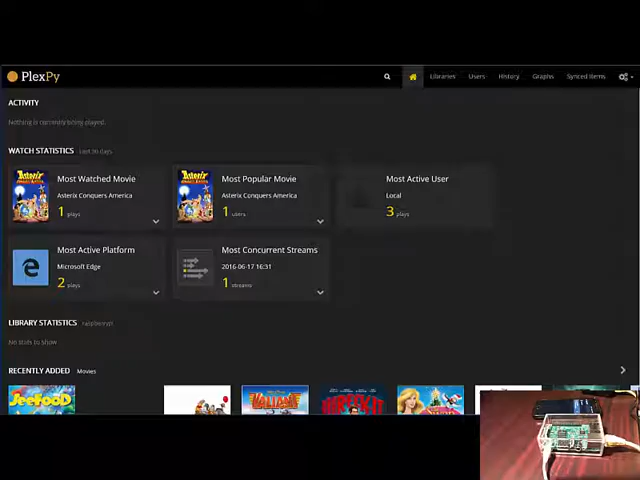 PlexPy
Libraries Users History Graphs Synced Items
ACTIVITY
Nothing is currently being played.
WATCH STATISTICS Last 30 days
Most Watched Movie
Asterix Conquers America
1 plays
Most Popular Movie
Asterix Conquers America
1 users
Most Active User
Local
3 plays
Most Active Platform
Microsoft Edge
2 plays
Most Concurrent Streams
2016-06-17 16:31
1 streams
LIBRARY STATISTICS
No stats to show
RECENTLY ADDED Movies
SEEFOOD
VALIANT